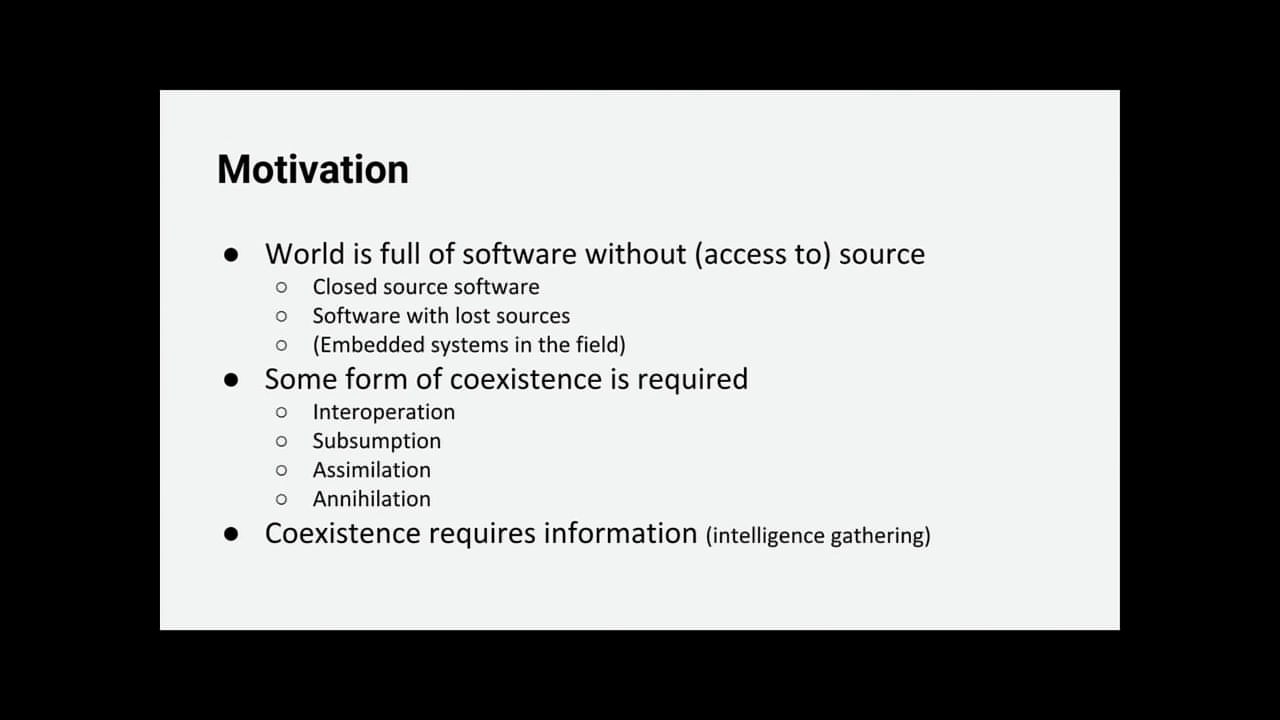 Motivation
● World is full of software without (access to) source
○ Closed source software
○ Software with lost sources
○ (Embedded systems in the field)
● Some form of coexistence is required
○ Interoperation
○ Subsumption
○ Assimilation
○ Annihilation
● Coexistence requires information (intelligence gathering)